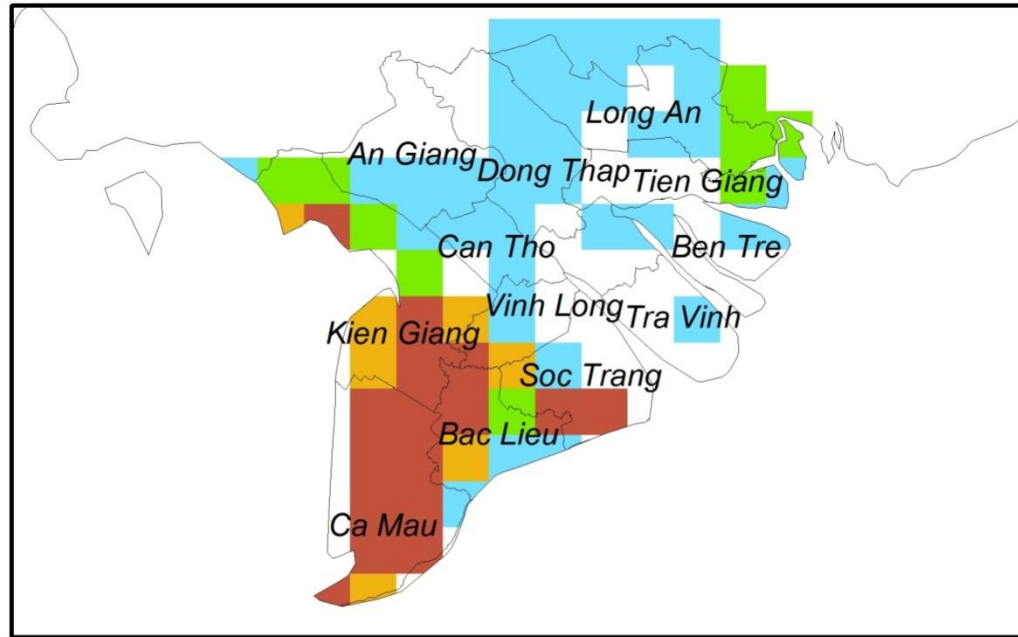 Long An
An Giang
Dong Thap
Tien Giang
Can Tho
Ben Tre
Vinh Long
Tra Vinh
Kien Giang
Soc Trang
Bac Lieu
Ca Mau